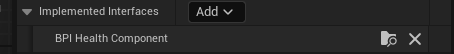 Implemented Interfaces Add
BPI Health Component